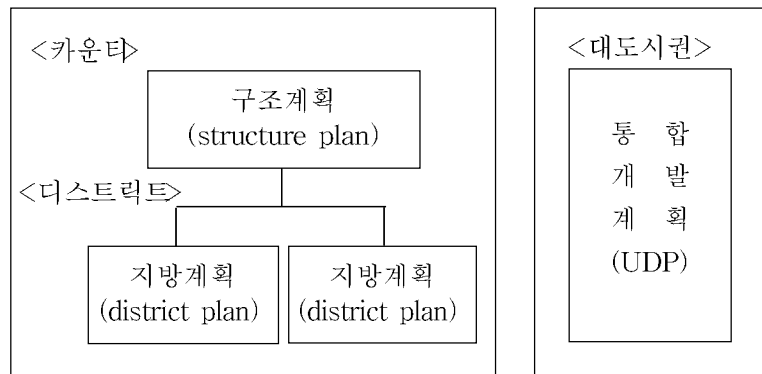 <카운티>
구조계획
(structure plan)
<디스트릭트>
지방계획
(district plan)
지방계획
(district plan)
<대도시권>
통 합
개 발
계 획
(UDP)